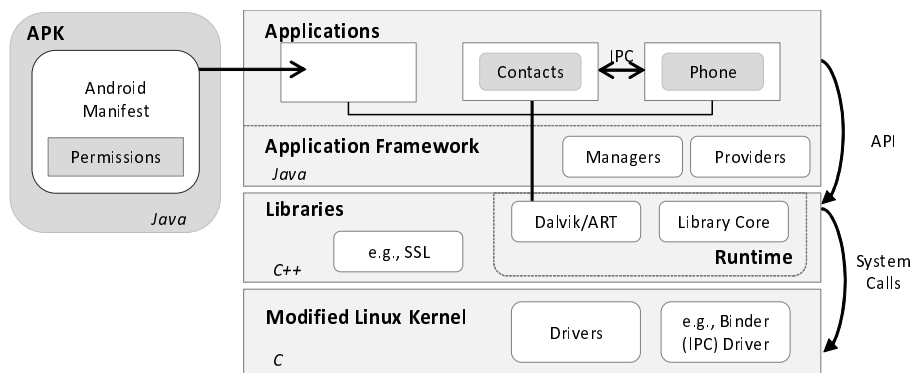 APK
Android
Manifest
Permissions
Java
Applications
Contacts
IPC
Phone
Application Framework
Java
Managers
Providers
API
Libraries
C++
e.g., SSL
Dalvik/ART
Library Core
Runtime
System
Calls
Modified Linux Kernel
C
Drivers
e.g., Binder
(IPC) Driver